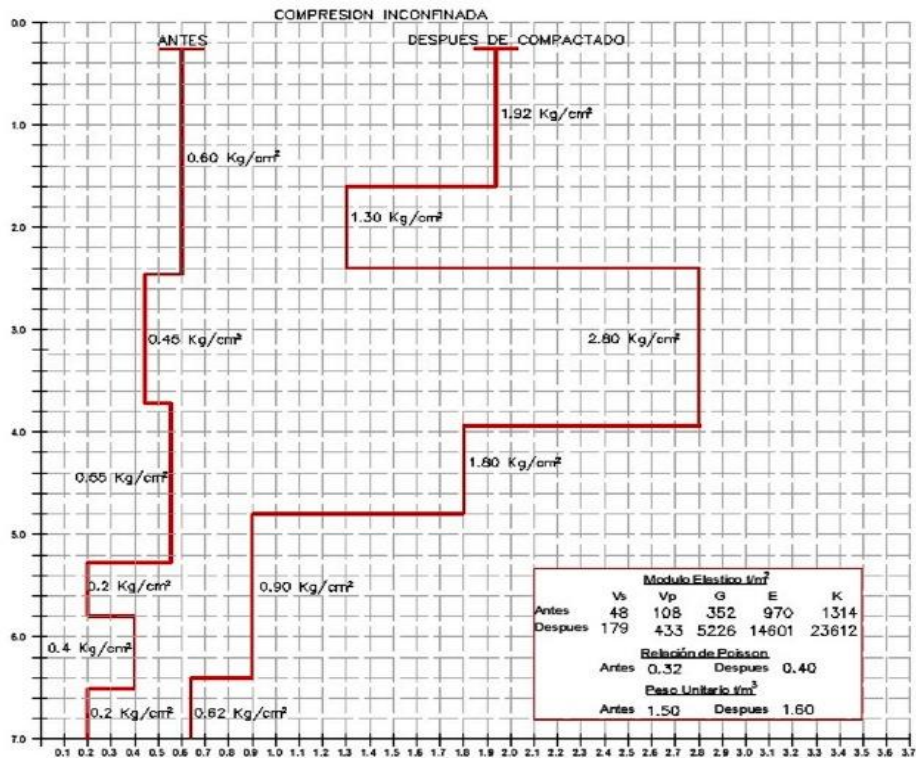 COMPRESION INCONFINADA
ANTES
DESPUES DE COMPACTADO
0.0
1.0
2.0
3.0
4.0
5.0
6.0
7.0
1.92 Kg/cm²
0.60 Kg/cm²
1.30 Kg/cm²
0.45 Kg/cm²
2.80 Kg/cm²
1.80 Kg/cm²
0.55 Kg/cm²
0.2 Kg/cm²
0.90 Kg/cm²
0.4 Kg/cm²
0.2 Kg/cm²
0.62 Kg/cm²
Modulo Elastico t/m²
Vs Vp G E K
Antes 48 108 352 970 1314
Despues 179 433 5226 14601 23612
Relación de Poisson
Antes 0.32 Despues 0.40
Peso Unitario t/m³
Antes 1.50 Despues 1.60
0.1 0.2 0.3 0.4 0.5 0.6 0.7 0.8 0.9 1.0 1.1 1.2 1.3 1.4 1.5 1.6 1.7 1.8 1.9 2.0 2.1 2.2 2.3 2.4 2.5 2.6 2.7 2.8 2.9 3.0 3.1 3.2 3.3 3.4 3.5 3.6 3.7